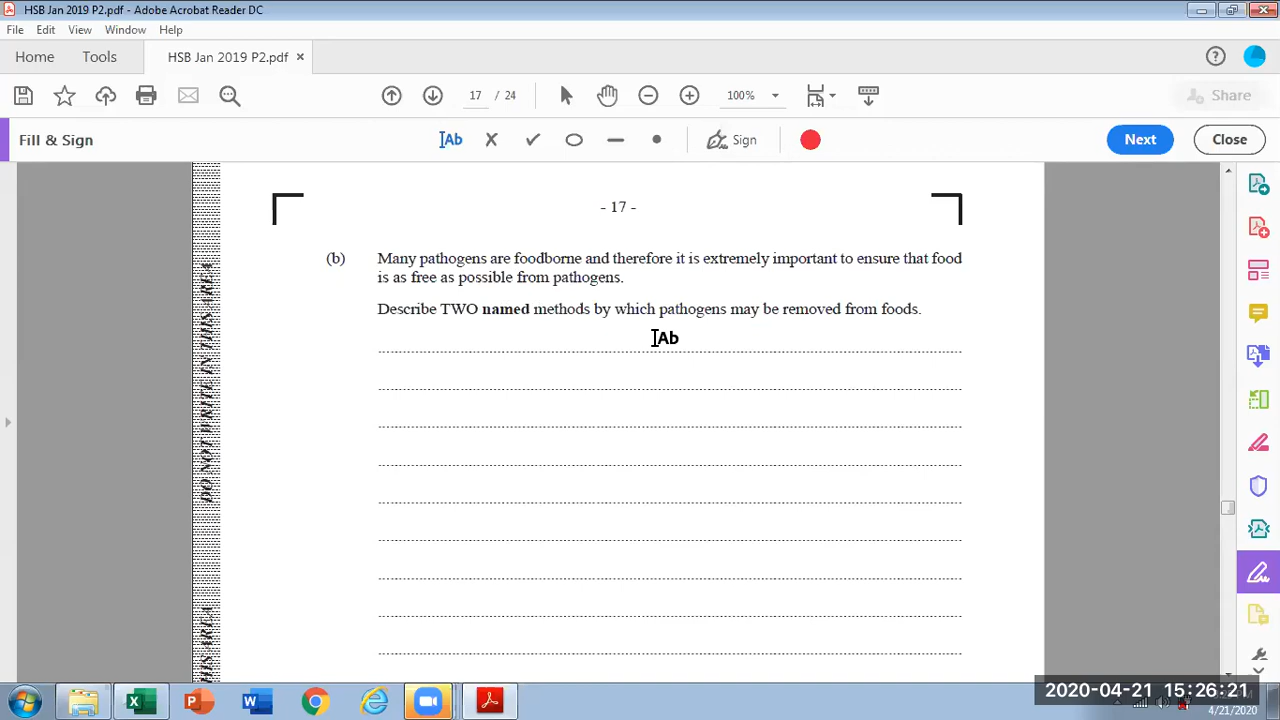 HSB Jan 2019 P2.pdf - Adobe Acrobat Reader DC
File Edit View Window Help
Home Tools HSB Jan 2019 P2.pdf ×
17 / 24 100% Share
Fill & Sign Ab Sign Next Close
- 17 -
(b) Many pathogens are foodborne and therefore it is extremely important to ensure that food
is as free as possible from pathogens.
Describe TWO named methods by which pathogens may be removed from foods.
Ab
2020-04-21 15:26:21
4/21/2020